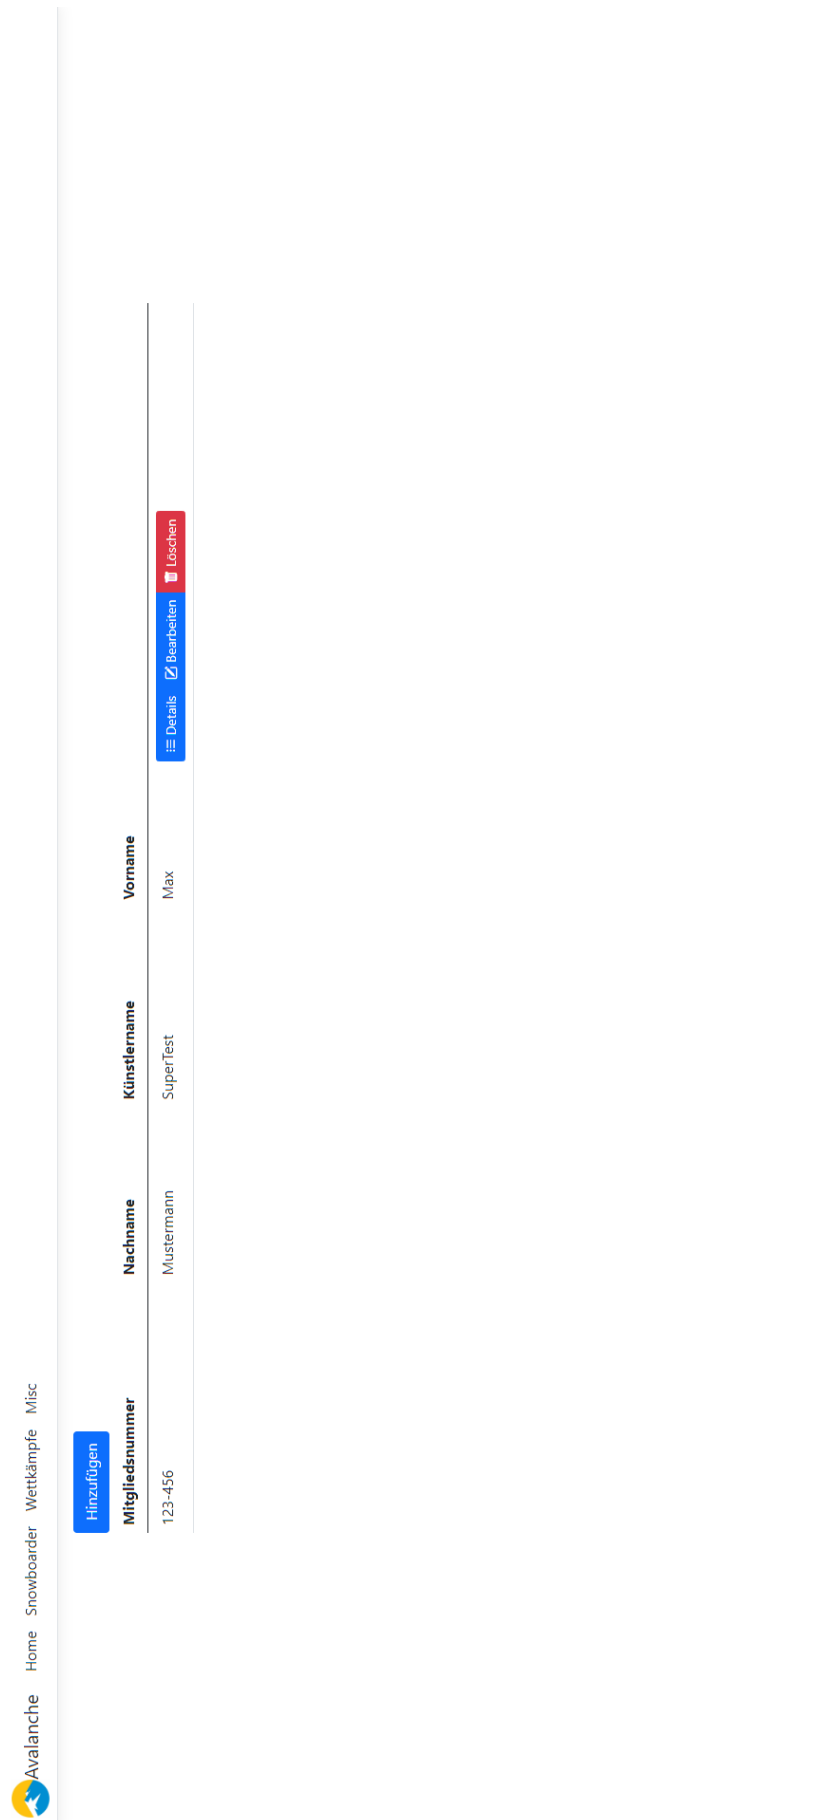 Avalanche Home Snowboarder Wettkämpfe Misc
Hinzufügen
Mitgliedsnummer Nachname Künstlername Vorname
123-456 Mustermann SuperTest Max Details Bearbeiten Löschen